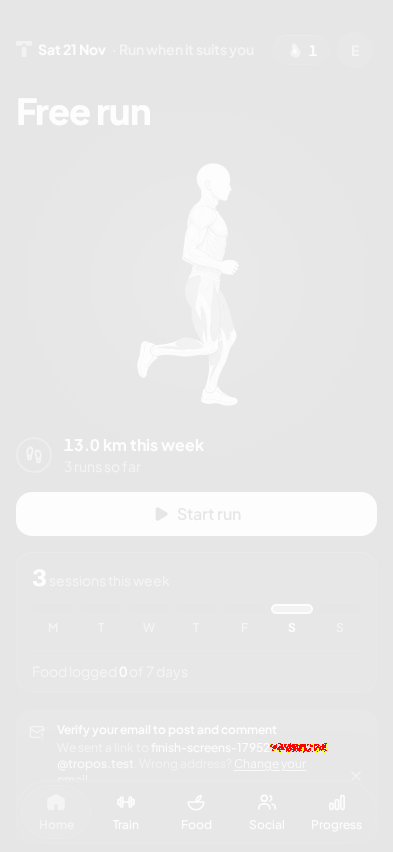 Sat 21 Nov · Run when it suits you
1
E
Free run
13.0 km this week
3 runs so far
Start run
3 sessions this week
M T W T F S S
Food logged 0 of 7 days
Verify your email to post and comment
We sent a link to finish-screens-17952
@tropos.test. Wrong address? Change your
email
Home Train Food Social Progress